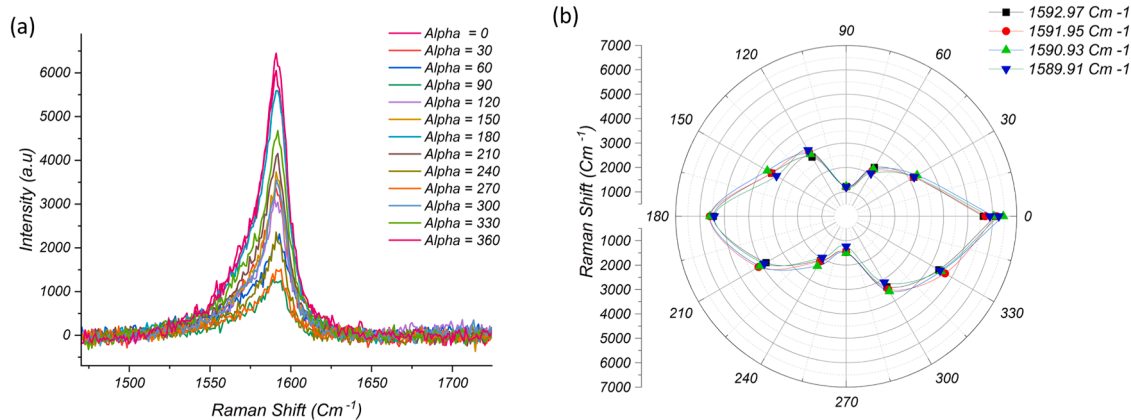 (a)
Intensity (a.u)
6000
5000
4000
3000
2000
1000
0
1500
1550
1600
1650
1700
Raman Shift (Cm-1)
Alpha = 0
Alpha = 30
Alpha = 60
Alpha = 90
Alpha = 120
Alpha = 150
Alpha = 180
Alpha = 210
Alpha = 240
Alpha = 270
Alpha = 300
Alpha = 330
Alpha = 360
(b)
Raman Shift (Cm-1)
7000
6000
5000
4000
3000
2000
1000
1000
2000
3000
4000
5000
6000
7000
90
120
60
150
30
180
0
210
330
240
300
270
1592.97 Cm -1
1591.95 Cm -1
1590.93 Cm -1
1589.91 Cm -1